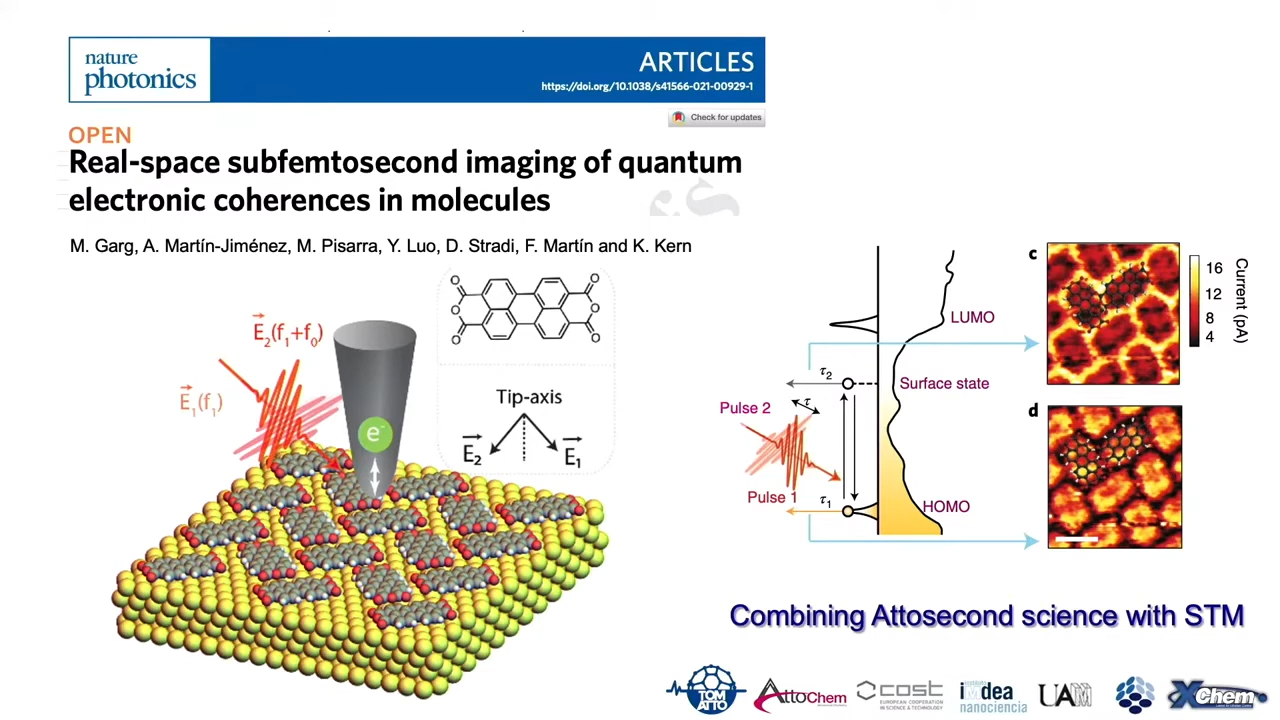 nature
photonics
ARTICLES
https://doi.org/10.1038/s41566-021-00929-1
Check for updates
OPEN
Real-space subfemtosecond imaging of quantum
electronic coherences in molecules
M. Garg, A. Martín-Jiménez, M. Pisarra, Y. Luo, D. Stradi, F. Martín and K. Kern
E₂(f₁+f₀)
E₁(f₁)
e⁻
O
O
O
O
O
O
Tip-axis
E₂
E₁
LUMO
τ₂
Surface state
Pulse 2
τ
Pulse 1
τ₁
HOMO
c
16
12
8
4
Current (pA)
d
Combining Attosecond science with STM
TOM
ATTO
AttoChem
cost
EUROPEAN COOPERATION
IN SCIENCE & TECHNOLOGY
instituto
iMdea
nanociencia
UAM
XChem